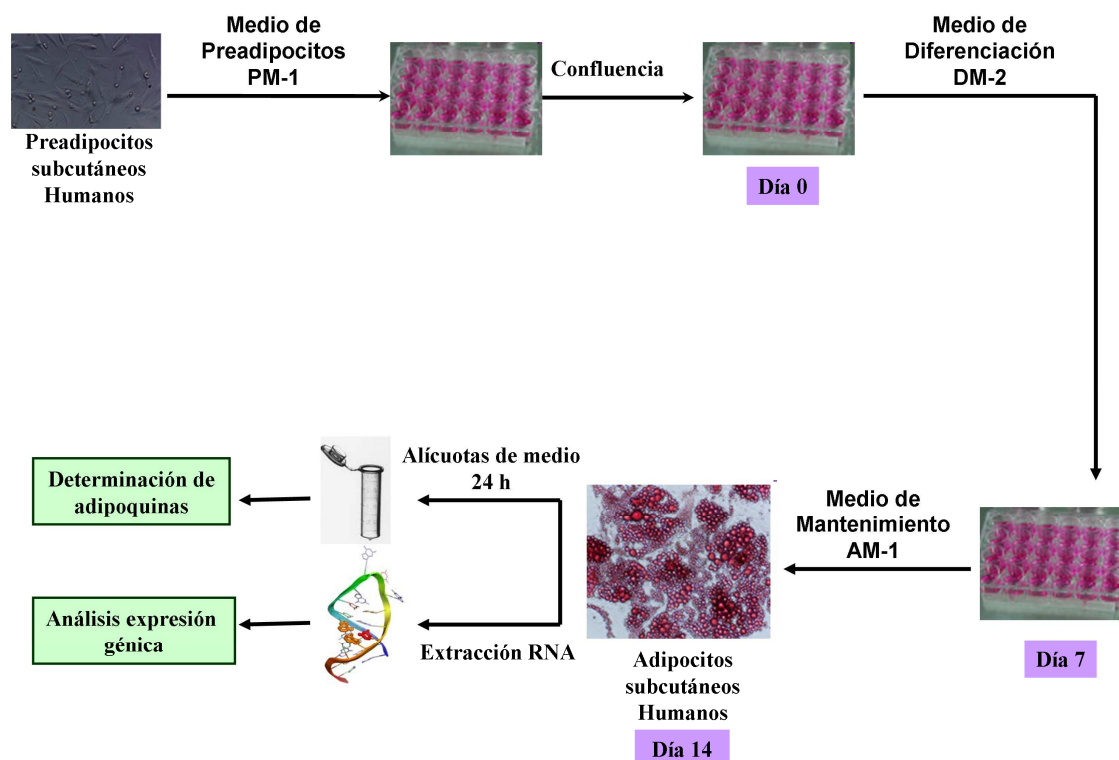 Medio de
Preadipocitos
PM-1
Preadipocitos
subcutáneos
Humanos
Confluencia
Día 0
Medio de
Diferenciación
DM-2
Día 7
Medio de
Mantenimiento
AM-1
Adipocitos
subcutáneos
Humanos
Día 14
Alícuotas de medio
24 h
Extracción RNA
Determinación de
adipoquinas
Análisis expresión
génica